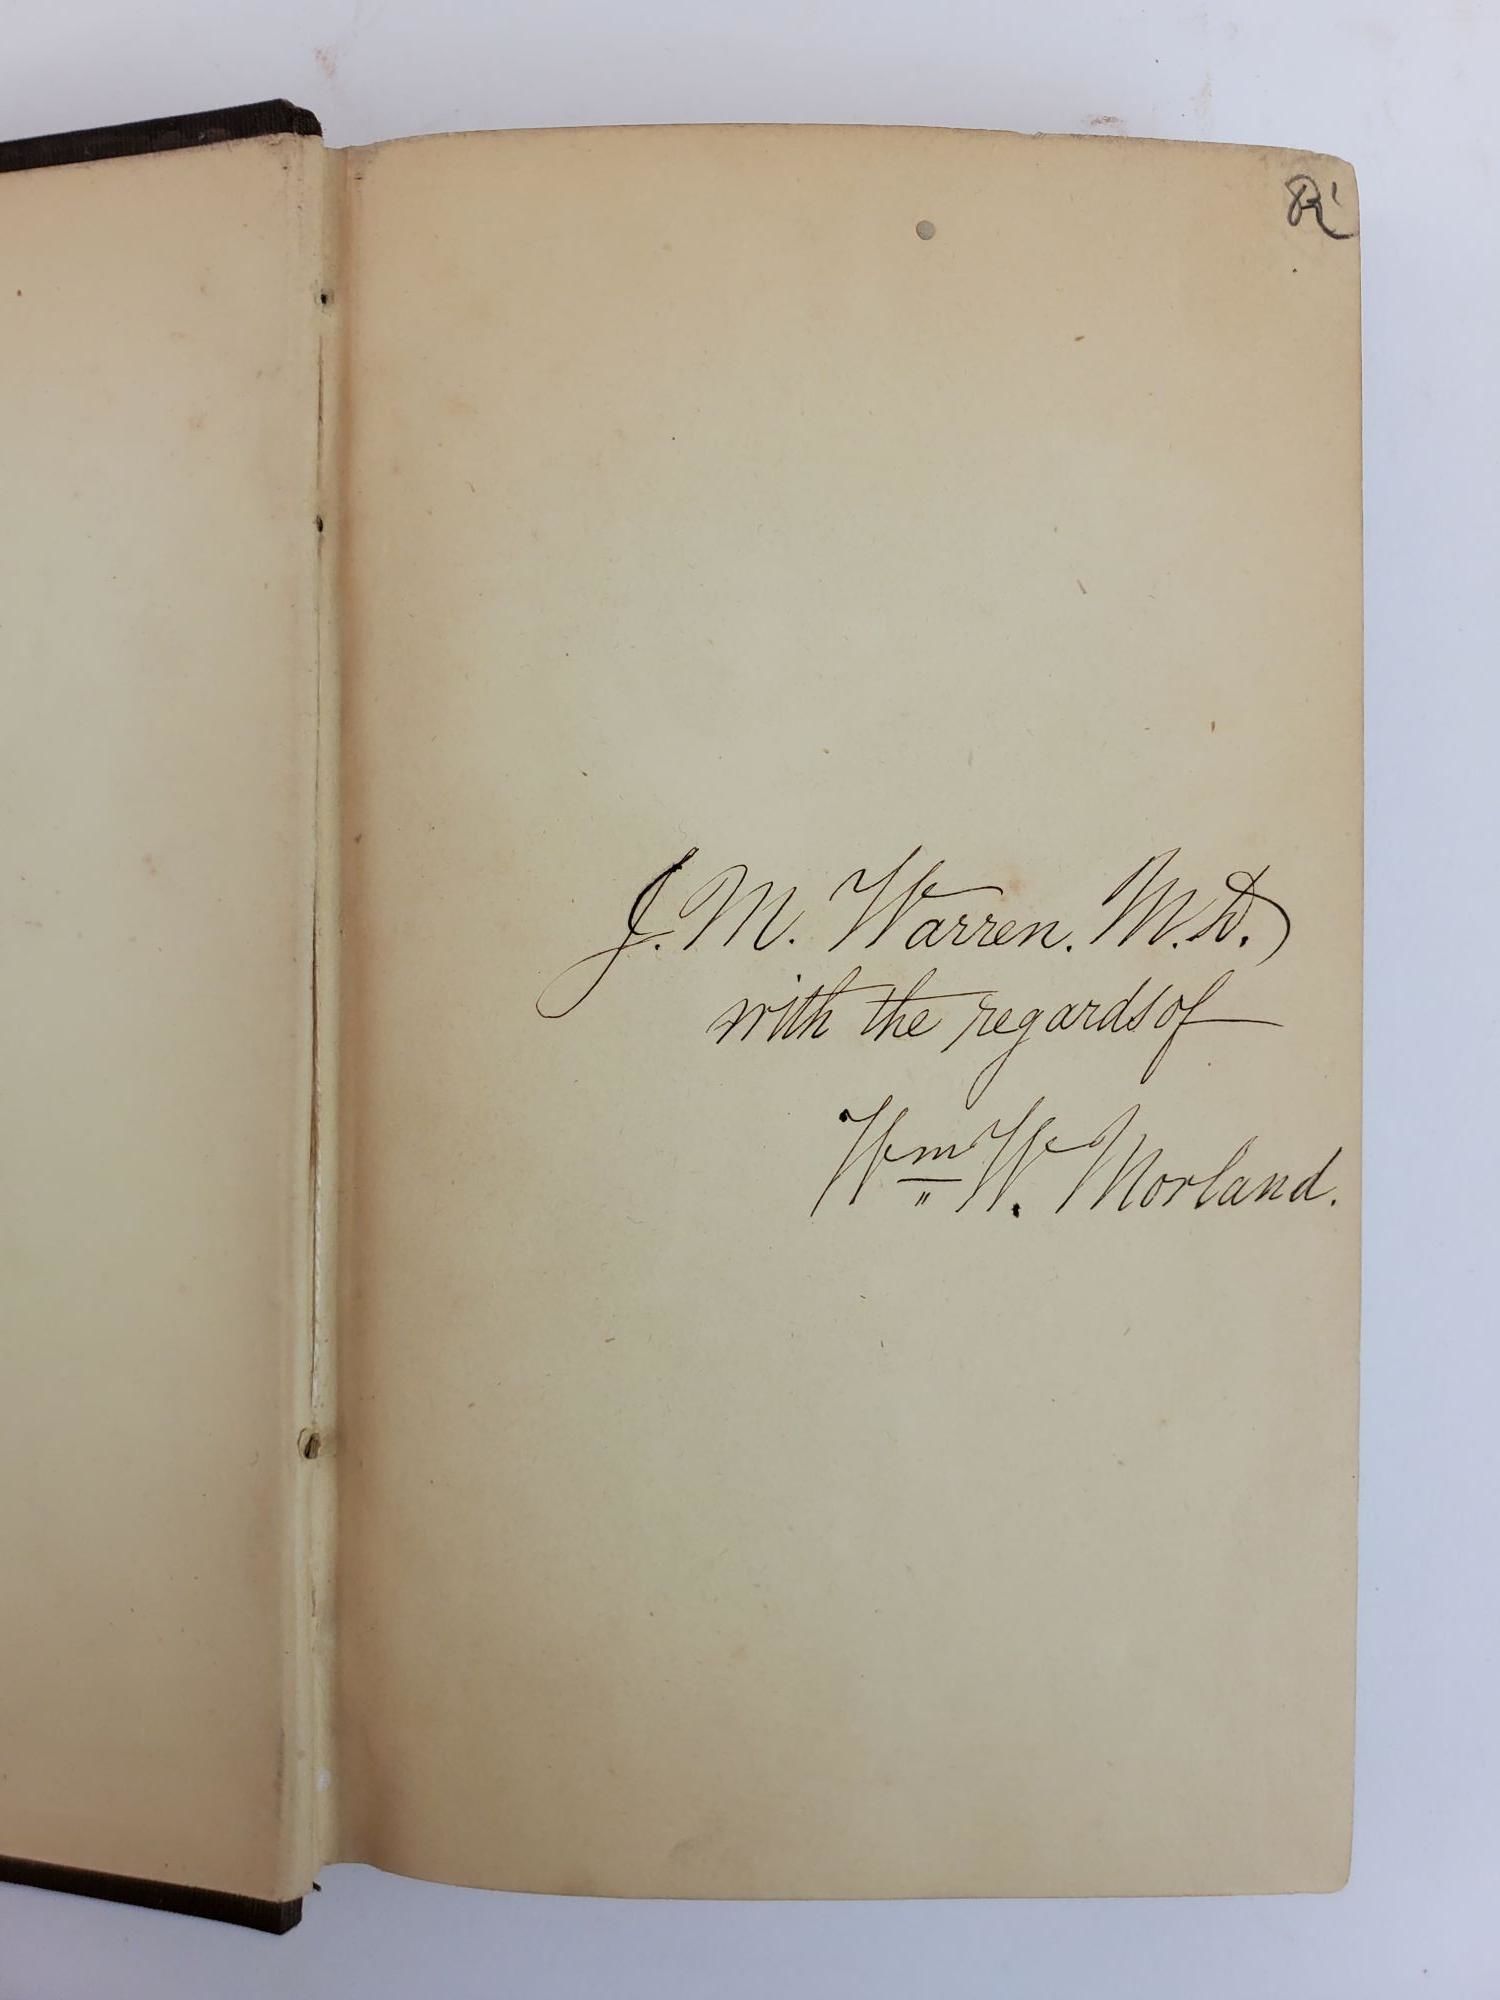 R'
J. M. Warren. M.D.
with the regards of
Wm W. Morland.